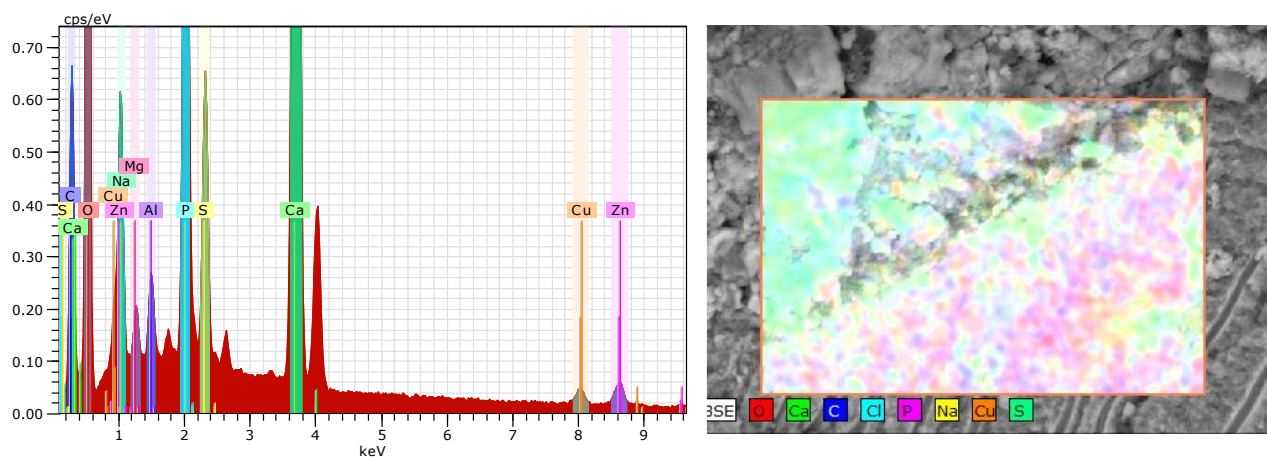 cps/eV
0.70
0.60
0.50
0.40
0.30
0.20
0.10
0.00
Mg
Na
C Cu
S O Zn Al P S Ca Cu Zn
Ca
1 2 3 4 5 6 7 8 9
keV
BSE O Ca C Cl P Na Cu S